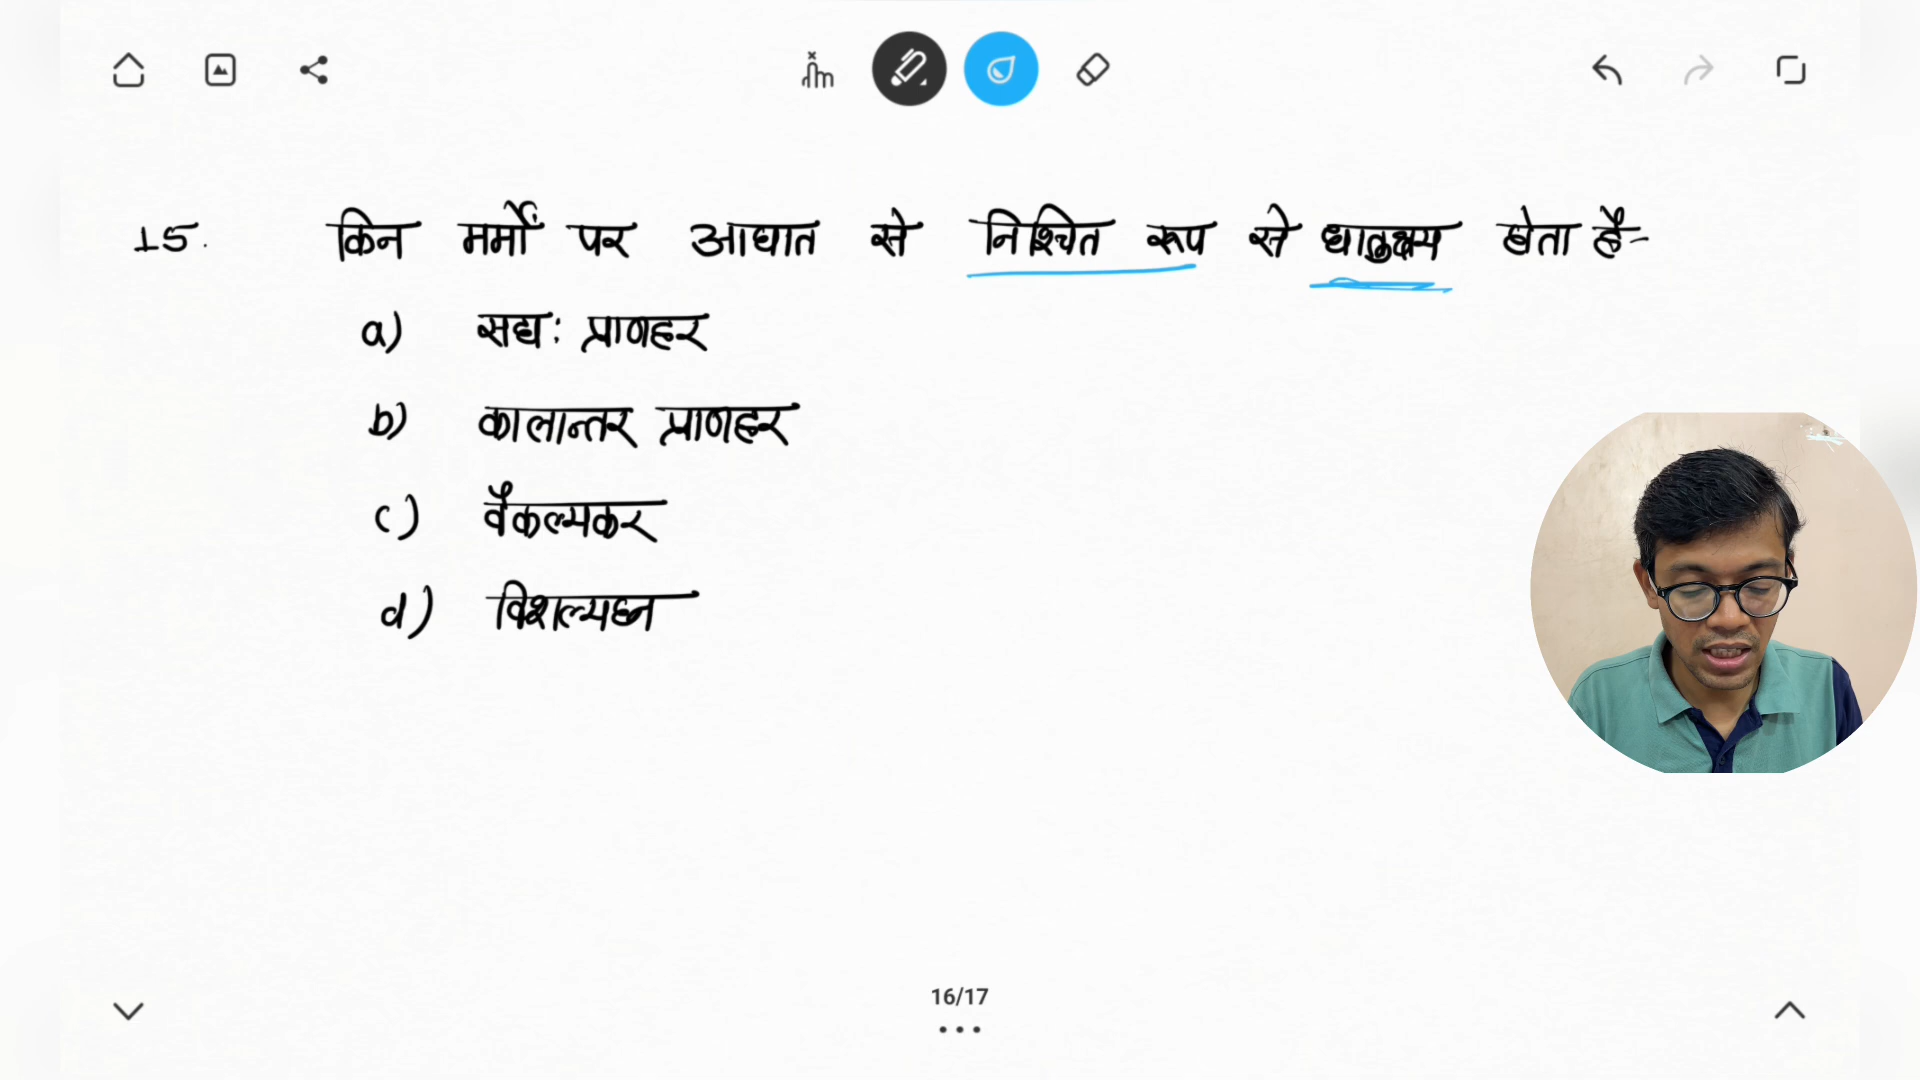 15. किन मर्मों पर आघात से निश्चित रूप से धातुक्षय होता है-
a) सद्यः प्राणहर
b) कालान्तर प्राणहर
c) वैकल्यकर
d) विशल्यघ्न
16/17